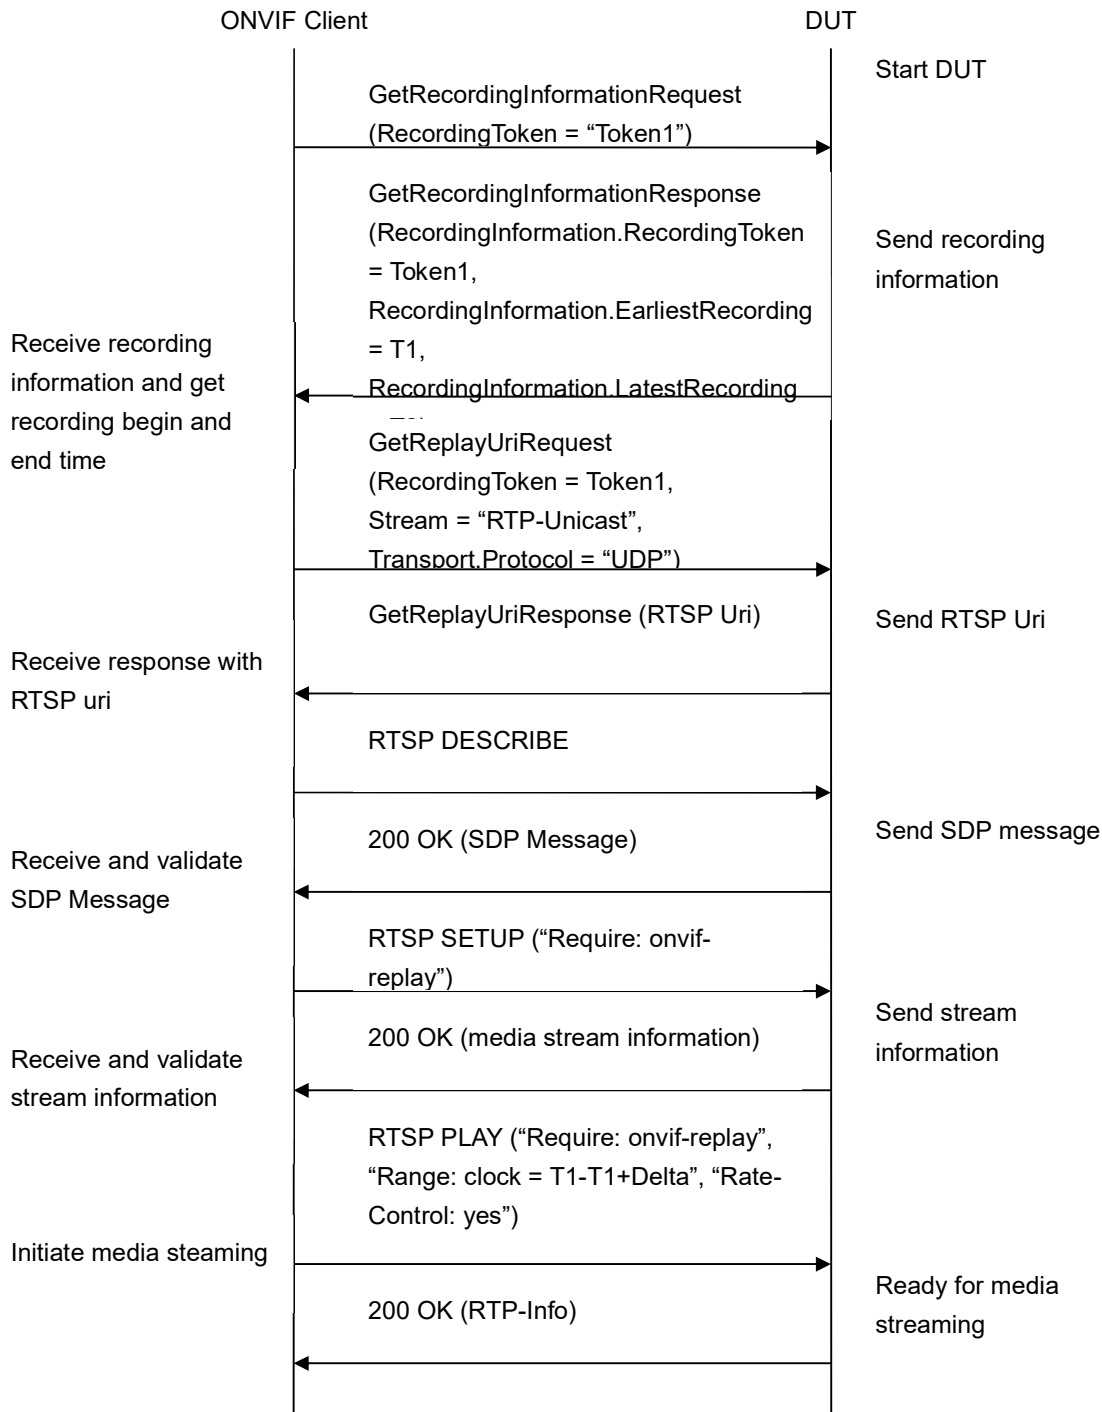 ONVIF Client
DUT
Start DUT
GetRecordingInformationRequest
(RecordingToken = “Token1”)
GetRecordingInformationResponse
(RecordingInformation.RecordingToken
= Token1,
RecordingInformation.EarliestRecording
= T1,
RecordingInformation.LatestRecording
Send recording
information
Receive recording
information and get
recording begin and
end time
GetReplayUriRequest
(RecordingToken = Token1,
Stream = “RTP-Unicast”,
Transport.Protocol = “UDP”)
GetReplayUriResponse (RTSP Uri)
Send RTSP Uri
Receive response with
RTSP uri
RTSP DESCRIBE
200 OK (SDP Message)
Send SDP message
Receive and validate
SDP Message
RTSP SETUP (“Require: onvif-
replay”)
200 OK (media stream information)
Send stream
information
Receive and validate
stream information
RTSP PLAY (“Require: onvif-replay”,
“Range: clock = T1-T1+Delta”, “Rate-
Control: yes”)
Initiate media steaming
200 OK (RTP-Info)
Ready for media
streaming